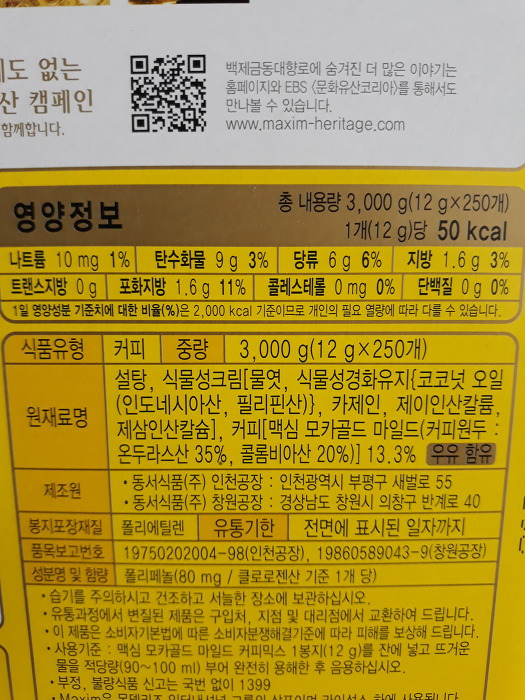 도 없는
산 캠페인
함께합니다.
백제금동대향로에 숨겨진 더 많은 이야기는
홈페이지와 EBS 〈문화유산코리아〉를 통해서도
만나볼 수 있습니다.
www.maxim-heritage.com
영양정보
총 내용량 3,000 g(12 g×250개)
1개(12 g)당 50 kcal
나트륨 10 mg 1% 탄수화물 9 g 3% 당류 6 g 6% 지방 1.6 g 3%
트랜스지방 0 g 포화지방 1.6 g 11% 콜레스테롤 0 mg 0% 단백질 0 g 0%
1일 영양성분 기준치에 대한 비율(%)은 2,000 kcal 기준이므로 개인의 필요 열량에 따라 다를 수 있습니다.
식품유형 커피 중량 3,000 g(12 g×250개)
원재료명
설탕, 식물성크림[물엿, 식물성경화유지{코코넛 오일
(인도네시아산, 필리핀산)}, 카제인, 제이인산칼륨,
제삼인산칼슘], 커피[맥심 모카골드 마일드(커피원두 :
온두라스산 35%, 콜롬비아산 20%)] 13.3% 우유 함유
제조원
•동서식품(주) 인천공장 : 인천광역시 부평구 새벌로 55
•동서식품(주) 창원공장 : 경상남도 창원시 의창구 반계로 40
봉지포장재질 폴리에틸렌 유통기한 전면에 표시된 일자까지
품목보고번호 19750202004-98(인천공장), 19860589043-9(창원공장)
성분명 및 함량 폴리페놀(80 mg / 클로로젠산 기준 1개 당)
•습기를 주의하시고 건조하고 서늘한 장소에 보관하십시오.
•유통과정에서 변질된 제품은 구입처, 지점 및 대리점에서 교환하여 드립니다.
•이 제품은 소비자기본법에 따른 소비자분쟁해결기준에 따라 피해를 보상해 드립니다.
•사용기준 : 맥심 모카골드 마일드 커피믹스 1봉지(12 g)를 잔에 넣고 뜨거운
물을 적당량(90~100 ml) 부어 완전히 용해한 후 음용하십시오.
•부정, 불량식품 신고는 국번 없이 1399